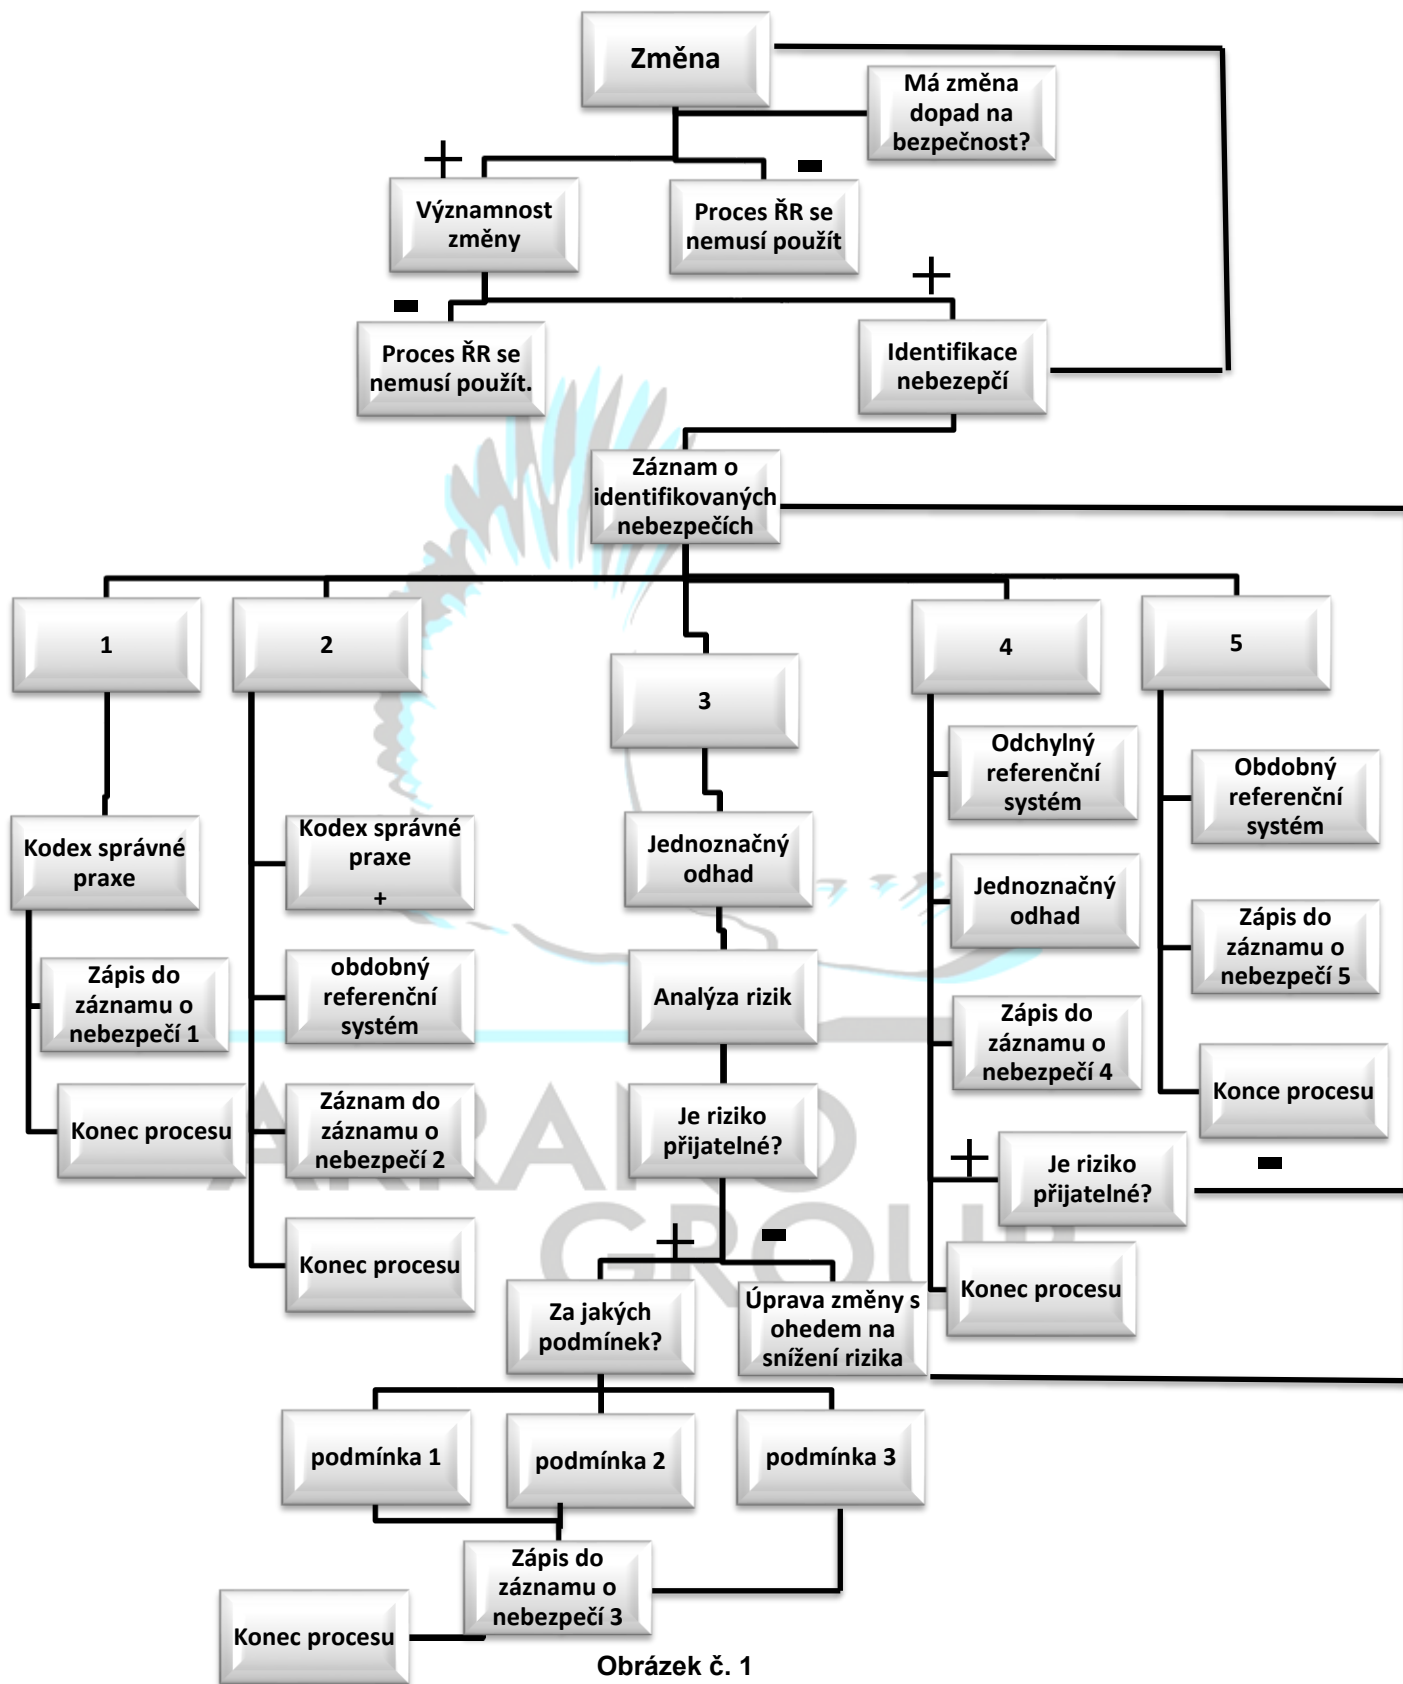 Změna
Má změna
dopad na
bezpečnost?
+
-
Významnost
změny
Proces ŘR se
nemusí použít
+
-
Proces ŘR se
nemusí použít.
Identifikace
nebezepčí
Záznam o
identifikovaných
nebezpečích
1
2
3
4
5
Kodex správné
praxe
Zápis do
záznamu o
nebezpečí 1
Konec procesu
Kodex správné
praxe
+
obdobný
referenční
systém
Záznam do
záznamu o
nebezpečí 2
Konec procesu
Jednoznačný
odhad
Analýza rizik
Je riziko
přijatelné?
+
-
Za jakých
podmínek?
Úprava změny s
ohedem na
snížení rizika
podmínka 1
podmínka 2
podmínka 3
Zápis do
záznamu o
nebezpečí 3
Konec procesu
Odchylný
referenční
systém
Jednoznačný
odhad
Zápis do
záznamu o
nebezpečí 4
+
Je riziko
přijatelné?
-
Konec procesu
Obdobný
referenční
systém
Zápis do
záznamu o
nebezpečí 5
Konce procesu
ARRANO
GROUP
Obrázek č. 1